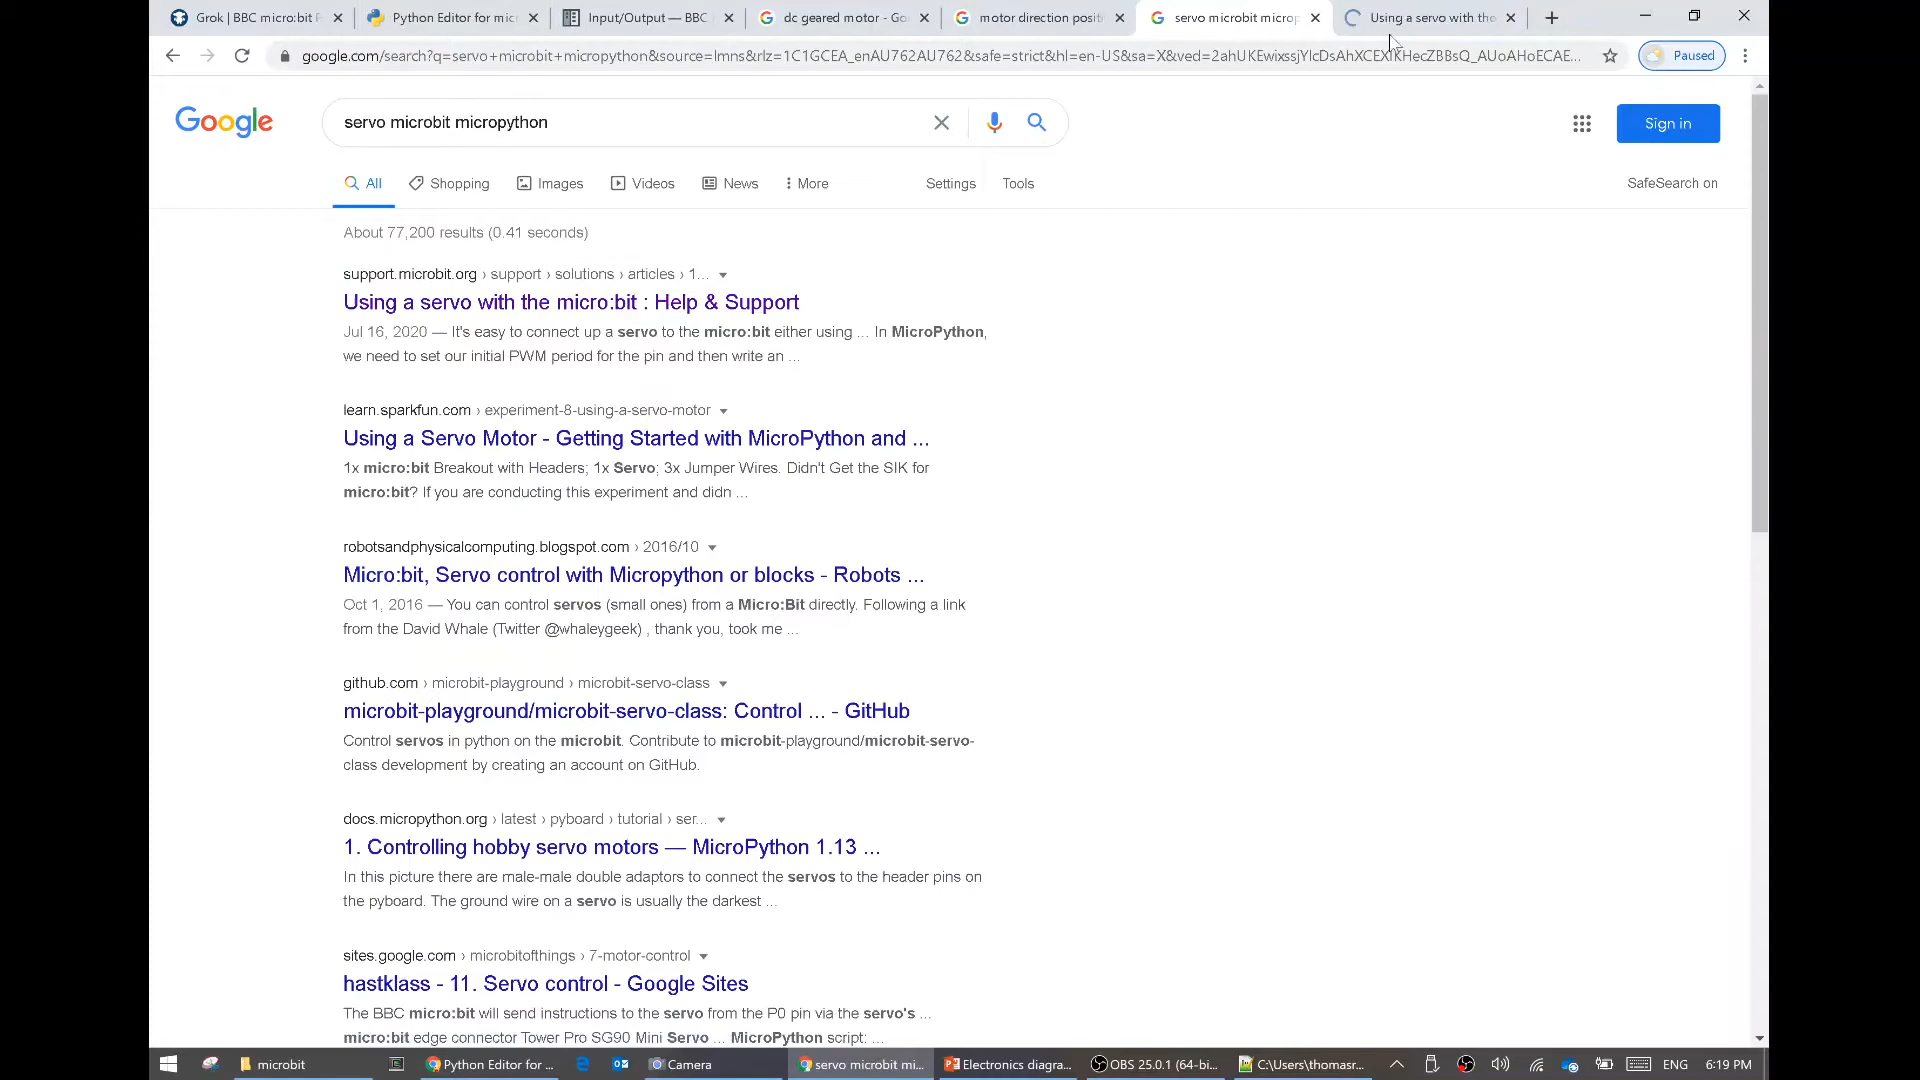 Grok | BBC micro:bit
Python Editor for mic
Input/Output — BBC
dc geared motor - Go
motor direction positi
servo microbit microp
Using a servo with the
google.com/search?q=servo+microbit+micropython&source=lmns&rlz=1C1GCEA_enAU762AU762&safe=strict&hl=en-US&sa=X&ved=
Paused
Google
servo microbit micropython
Sign in
All
Shopping
Images
Videos
News
More
Settings
Tools
SafeSearch on
About 77,200 results (0.41 seconds)
support.microbit.org › support › solutions › articles › 1...
Using a servo with the micro:bit : Help & Support
Jul 16, 2020 — It's easy to connect up a servo to the micro:bit either using ... In MicroPython,
we need to set our initial PWM period for the pin and then write an ...
learn.sparkfun.com › experiment-8-using-a-servo-motor
Using a Servo Motor - Getting Started with MicroPython and ...
1x micro:bit Breakout with Headers; 1x Servo; 3x Jumper Wires. Didn't Get the SIK for
micro:bit? If you are conducting this experiment and didn ...
robotsandphysicalcomputing.blogspot.com › 2016/10
Micro:bit, Servo control with Micropython or blocks - Robots ...
Oct 1, 2016 — You can control servos (small ones) from a Micro:Bit directly. Following a link
from the David Whale (Twitter @whaleygeek) , thank you, took me ...
github.com › microbit-playground › microbit-servo-class
microbit-playground/microbit-servo-class: Control ... - GitHub
Control servos in python on the microbit. Contribute to microbit-playground/microbit-servo-
class development by creating an account on GitHub.
docs.micropython.org › latest › pyboard › tutorial › ser...
1. Controlling hobby servo motors — MicroPython 1.13 ...
In this picture there are male-male double adaptors to connect the servos to the header pins on
the pyboard. The ground wire on a servo is usually the darkest ...
sites.google.com › microbitofthings › 7-motor-control
hastklass - 11. Servo control - Google Sites
The BBC micro:bit will send instructions to the servo from the P0 pin via the servo's ...
micro:bit edge connector Tower Pro SG90 Mini Servo ... MicroPython script: ...
microbit
Python Editor for ...
Camera
servo microbit mi...
Electronics diagra...
OBS 25.0.1 (64-bi...
C:\Users\thomasr...
ENG
6:19 PM